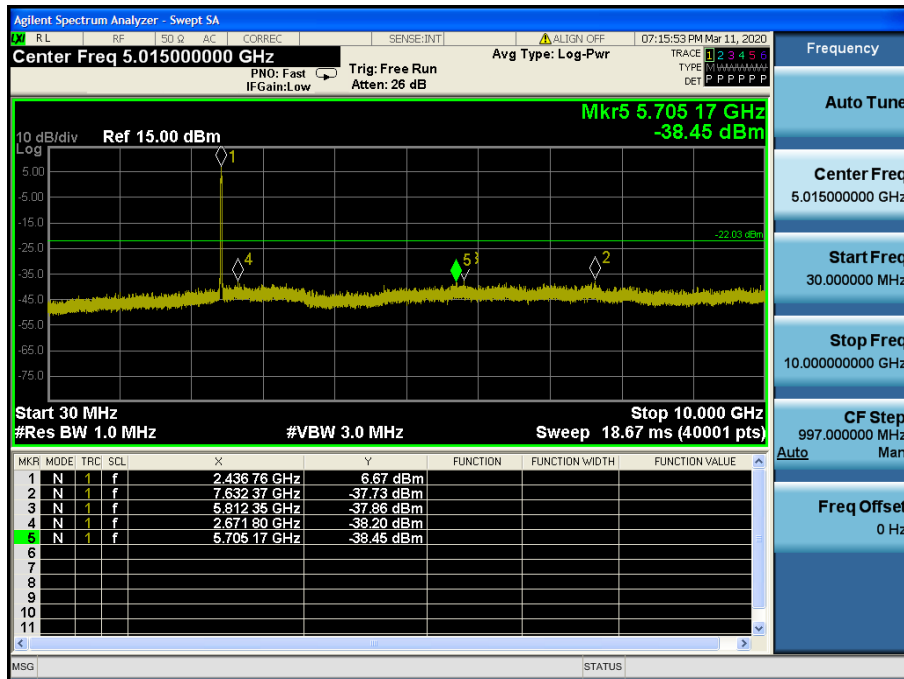 Agilent Spectrum Analyzer - Swept SA
LXI RL RF 50 Ω AC CORREC SENSE:INT ALIGN OFF 07:15:53 PM Mar 11, 2020
Center Freq 5.015000000 GHz
PNO: Fast
IFGain:Low
Trig: Free Run
Atten: 26 dB
Avg Type: Log-Pwr
TRACE 1 2 3 4 5 6
TYPE M
DET P P P P P P
Frequency
Auto Tune
Center Freq
5.015000000 GHz
Start Freq
30.000000 MHz
Stop Freq
10.000000000 GHz
CF Step
997.000000 MHz
Auto Man
Freq Offset
0 Hz
Mkr5 5.705 17 GHz
-38.45 dBm
10 dB/div Ref 15.00 dBm
Log
1
5.00
-5.00
-15.0
-22.03 dBm
-25.0
4 5 3 2
-35.0
-45.0
-55.0
-65.0
-75.0
Start 30 MHz Stop 10.000 GHz
#Res BW 1.0 MHz #VBW 3.0 MHz Sweep 18.67 ms (40001 pts)
MKR MODE TRC SCL X Y FUNCTION FUNCTION WIDTH FUNCTION VALUE
1 N 1 f 2.436 76 GHz 6.67 dBm
2 N 1 f 7.632 37 GHz -37.73 dBm
3 N 1 f 5.812 35 GHz -37.86 dBm
4 N 1 f 2.671 80 GHz -38.20 dBm
5 N 1 f 5.705 17 GHz -38.45 dBm
6
7
8
9
10
11
MSG STATUS